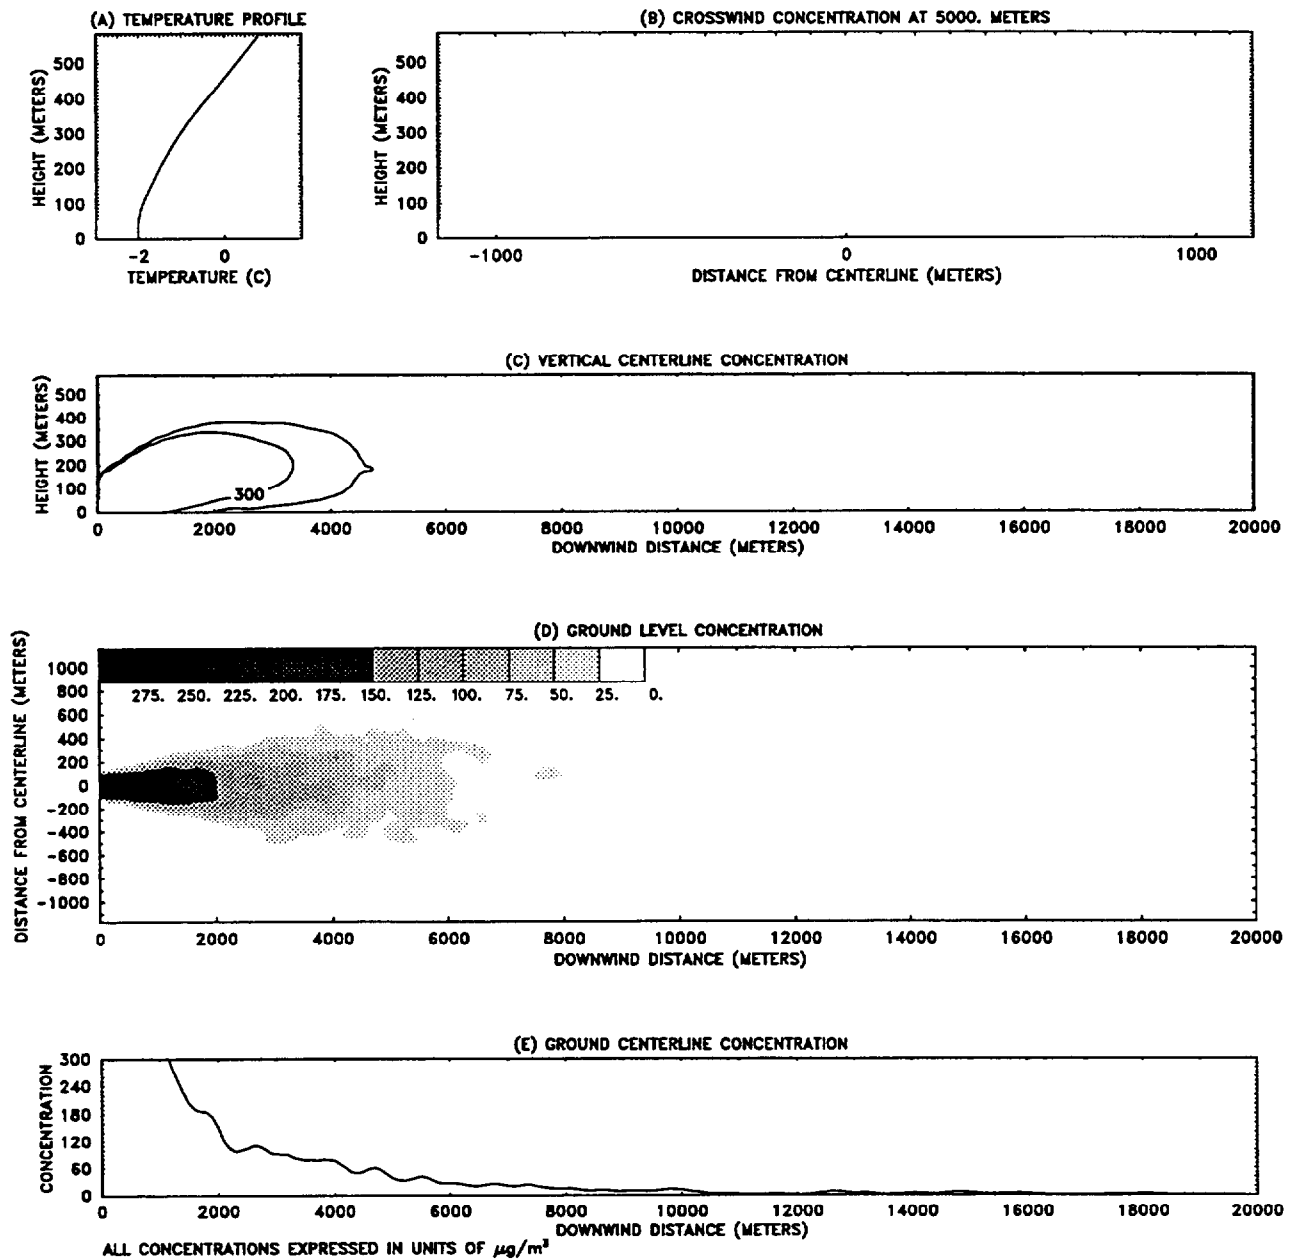 (A) TEMPERATURE PROFILE
HEIGHT (METERS)
500
400
300
200
100
0
-2 0
TEMPERATURE (C)
(B) CROSSWIND CONCENTRATION AT 5000. METERS
HEIGHT (METERS)
500
400
300
200
100
0
-1000 0 1000
DISTANCE FROM CENTERLINE (METERS)
(C) VERTICAL CENTERLINE CONCENTRATION
HEIGHT (METERS)
500
400
300
200
100
0
300
0 2000 4000 6000 8000 10000 12000 14000 16000 18000 20000
DOWNWIND DISTANCE (METERS)
(D) GROUND LEVEL CONCENTRATION
DISTANCE FROM CENTERLINE (METERS)
1000
800
600
400
200
0
-200
-400
-600
-800
-1000
275. 250. 225. 200. 175. 150. 125. 100. 75. 50. 25. 0.
0 2000 4000 6000 8000 10000 12000 14000 16000 18000 20000
DOWNWIND DISTANCE (METERS)
(E) GROUND CENTERLINE CONCENTRATION
CONCENTRATION
300
240
180
120
60
0
0 2000 4000 6000 8000 10000 12000 14000 16000 18000 20000
DOWNWIND DISTANCE (METERS)
ALL CONCENTRATIONS EXPRESSED IN UNITS OF μg/m³